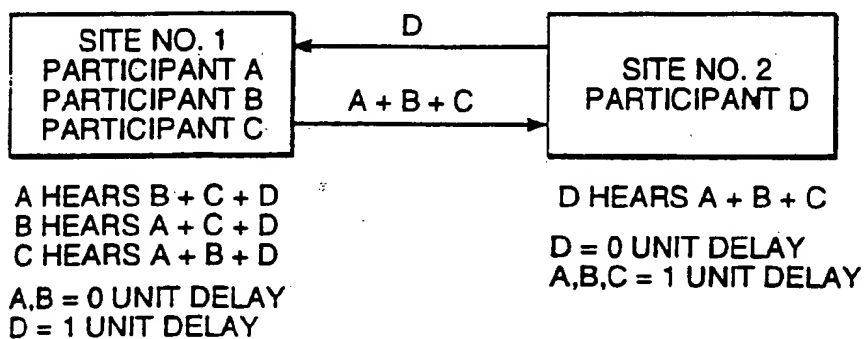 SITE NO. 1
PARTICIPANT A
PARTICIPANT B
PARTICIPANT C
D
A + B + C
SITE NO. 2
PARTICIPANT D
A HEARS B + C + D
B HEARS A + C + D
C HEARS A + B + D
A,B = 0 UNIT DELAY
D = 1 UNIT DELAY
D HEARS A + B + C
D = 0 UNIT DELAY
A,B,C = 1 UNIT DELAY